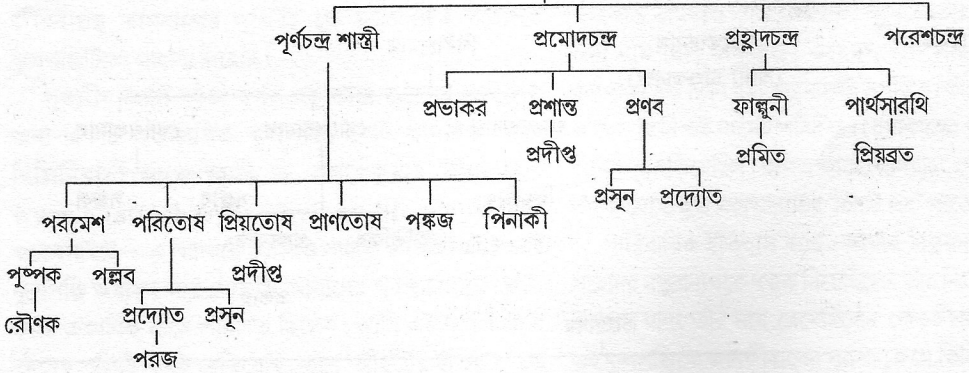 পূর্ণচন্দ্র শাস্ত্রী প্রমোদচন্দ্র প্রহ্লাদচন্দ্র পরেশচন্দ্র
প্রভাকর প্রশান্ত প্রণব ফাল্গুনী পার্থসারথি
প্রদীপ্ত প্রমিত প্রিয়ব্রত
প্রসূন প্রদ্যোত
পরমেশ পরিতোষ প্রিয়তোষ প্রাণতোষ পঙ্কজ পিনাকী
পুষ্পক পল্লব প্রদীপ্ত
রৌণক প্রদ্যোত প্রসূন
পরজ